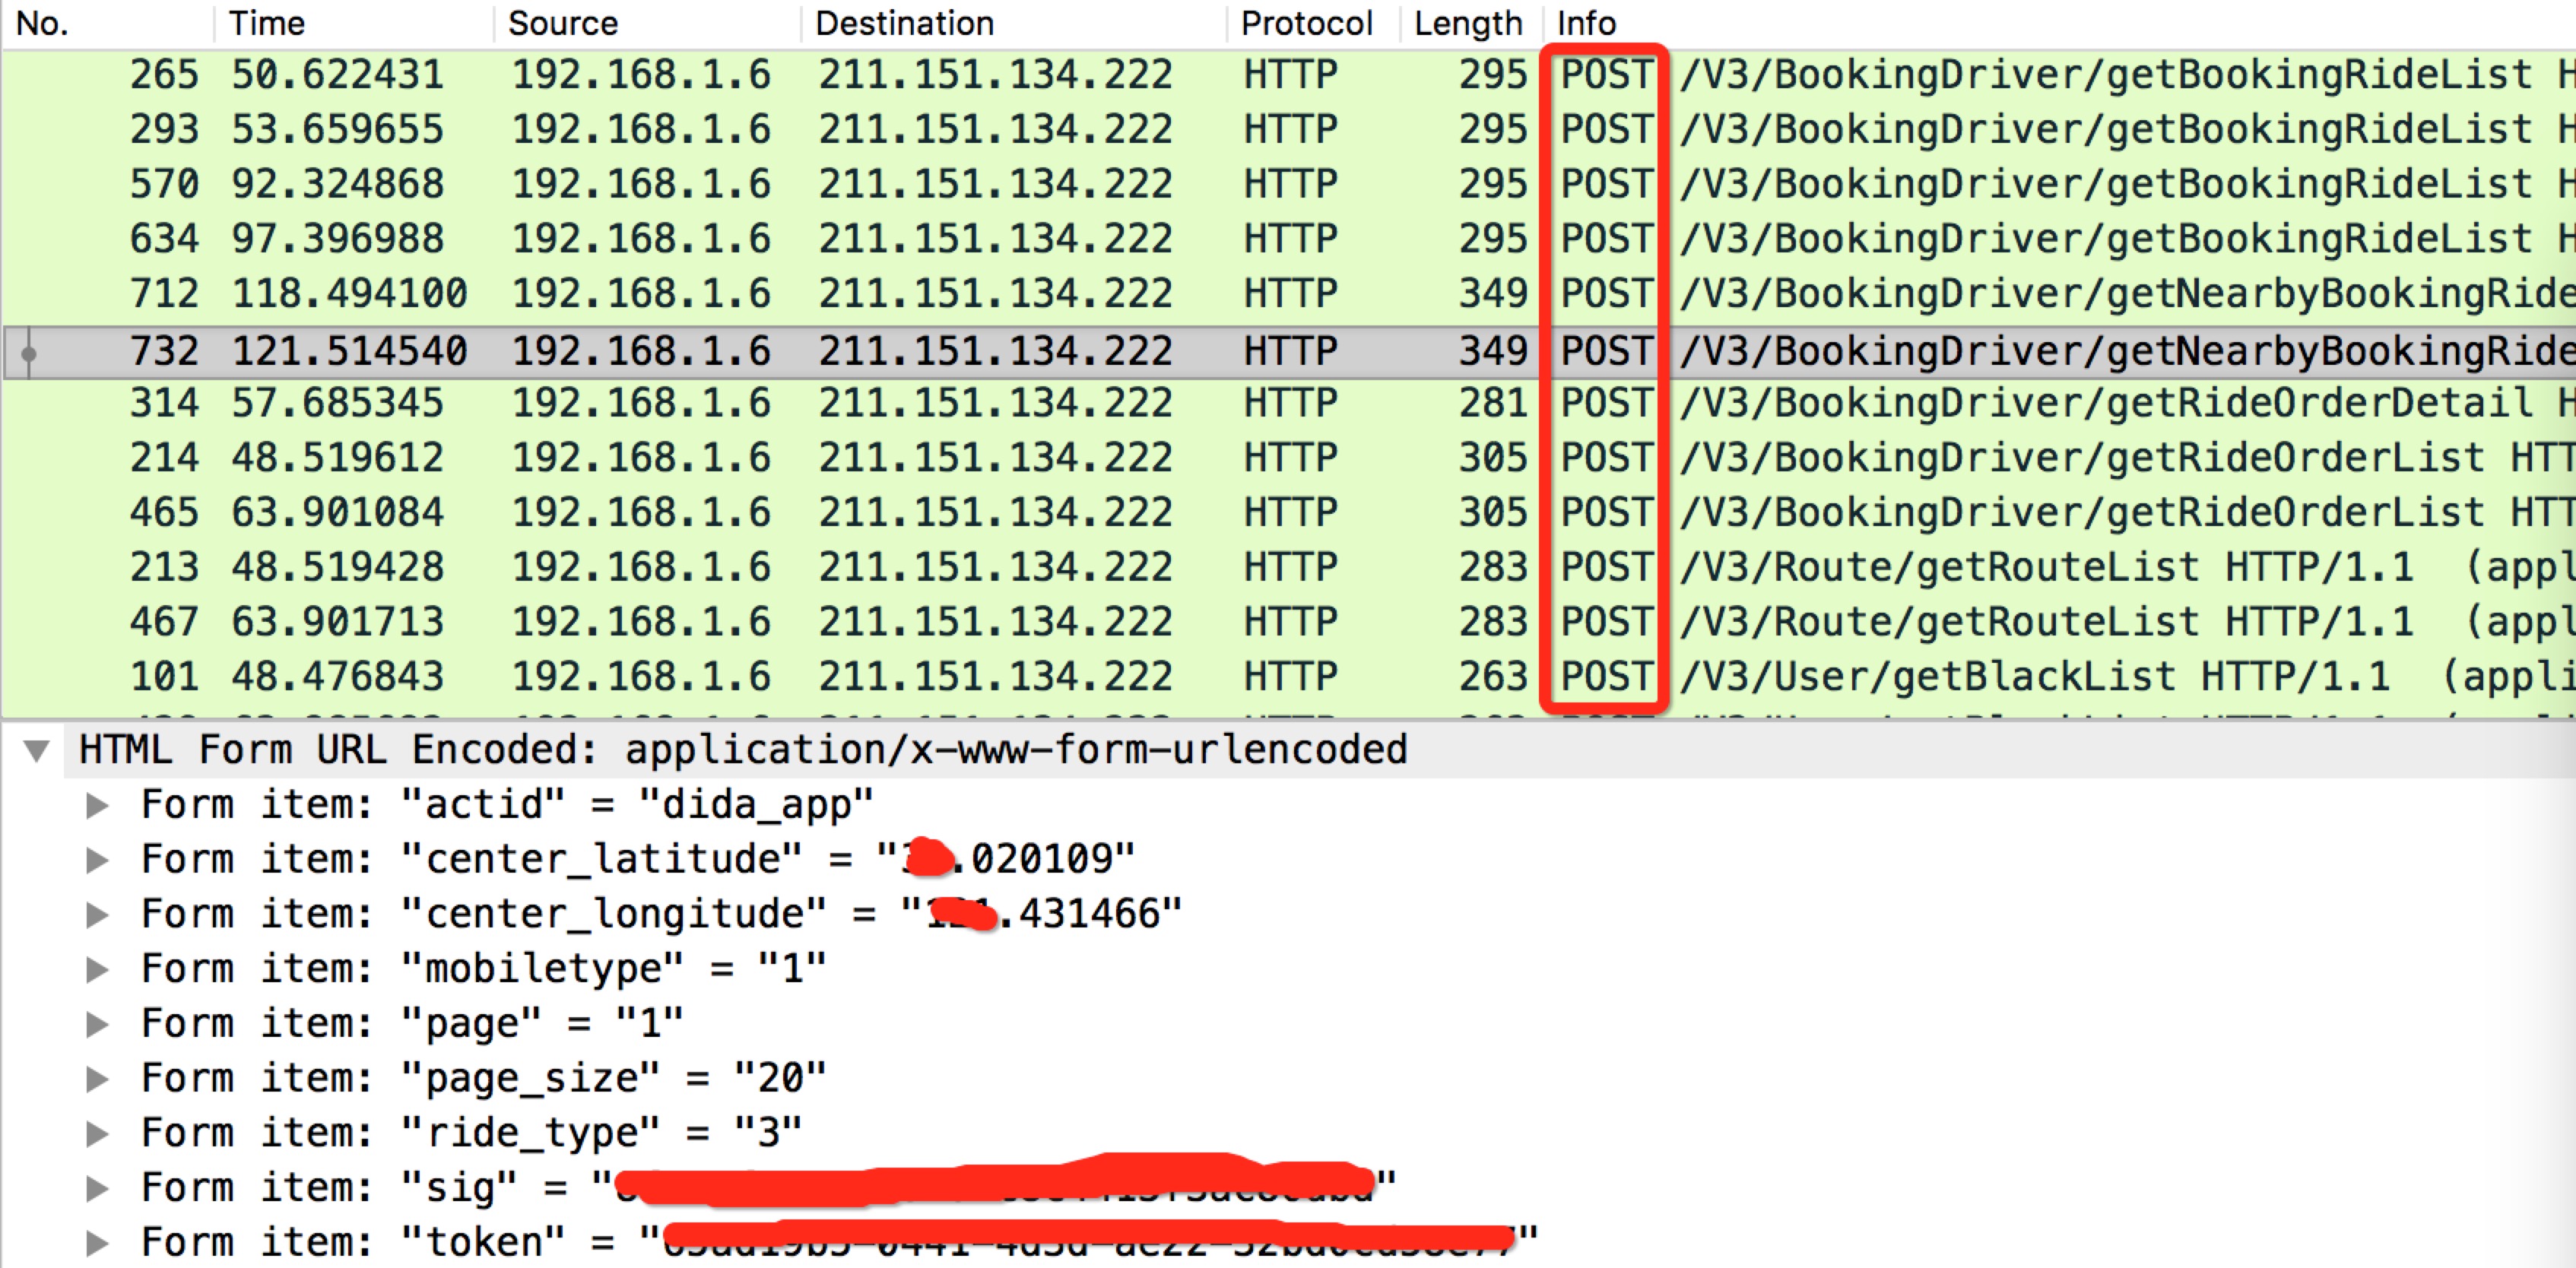 No. Time Source Destination Protocol Length Info
265 50.622431 192.168.1.6 211.151.134.222 HTTP 295 POST /V3/BookingDriver/getBookingRideList H
293 53.659655 192.168.1.6 211.151.134.222 HTTP 295 POST /V3/BookingDriver/getBookingRideList H
570 92.324868 192.168.1.6 211.151.134.222 HTTP 295 POST /V3/BookingDriver/getBookingRideList H
634 97.396988 192.168.1.6 211.151.134.222 HTTP 295 POST /V3/BookingDriver/getBookingRideList H
712 118.494100 192.168.1.6 211.151.134.222 HTTP 349 POST /V3/BookingDriver/getNearbyBookingRide
732 121.514540 192.168.1.6 211.151.134.222 HTTP 349 POST /V3/BookingDriver/getNearbyBookingRide
314 57.685345 192.168.1.6 211.151.134.222 HTTP 281 POST /V3/BookingDriver/getRideOrderDetail H
214 48.519612 192.168.1.6 211.151.134.222 HTTP 305 POST /V3/BookingDriver/getRideOrderList HTT
465 63.901084 192.168.1.6 211.151.134.222 HTTP 305 POST /V3/BookingDriver/getRideOrderList HTT
213 48.519428 192.168.1.6 211.151.134.222 HTTP 283 POST /V3/Route/getRouteList HTTP/1.1 (appl
467 63.901713 192.168.1.6 211.151.134.222 HTTP 283 POST /V3/Route/getRouteList HTTP/1.1 (appl
101 48.476843 192.168.1.6 211.151.134.222 HTTP 263 POST /V3/User/getBlackList HTTP/1.1 (appli
HTML Form URL Encoded: application/x-www-form-urlencoded
Form item: "actid" = "dida_app"
Form item: "center_latitude" = ".020109"
Form item: "center_longitude" = ".431466"
Form item: "mobiletype" = "1"
Form item: "page" = "1"
Form item: "page_size" = "20"
Form item: "ride_type" = "3"
Form item: "sig" = "
Form item: "token" = "